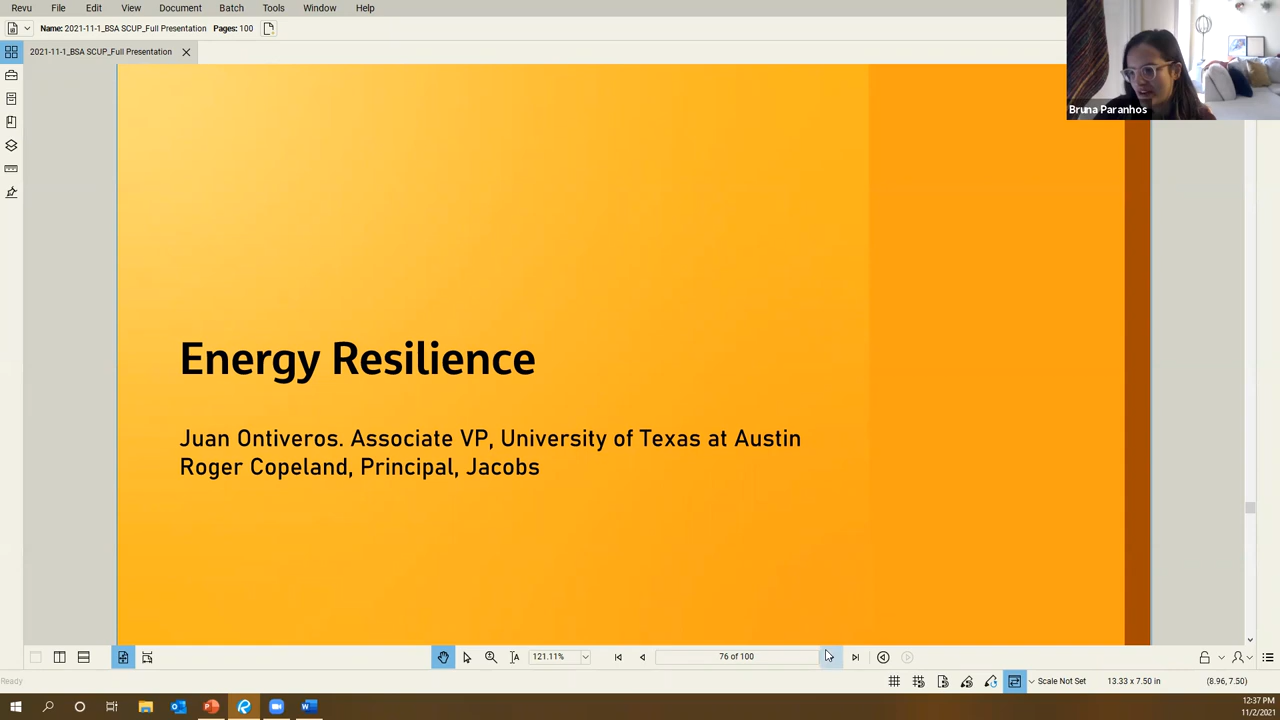 Revu File Edit View Document Batch Tools Window Help
Name: 2021-11-1_BSA SCUP_Full Presentation Pages: 100
2021-11-1_BSA SCUP_Full Presentation
Bruna Paranhos
Energy Resilience
Juan Ontiveros. Associate VP, University of Texas at Austin
Roger Copeland, Principal, Jacobs
121.11% 76 of 100
Ready Scale Not Set 13.33 x 7.50 in (8.96, 7.50)
12:37 PM
11/2/2021